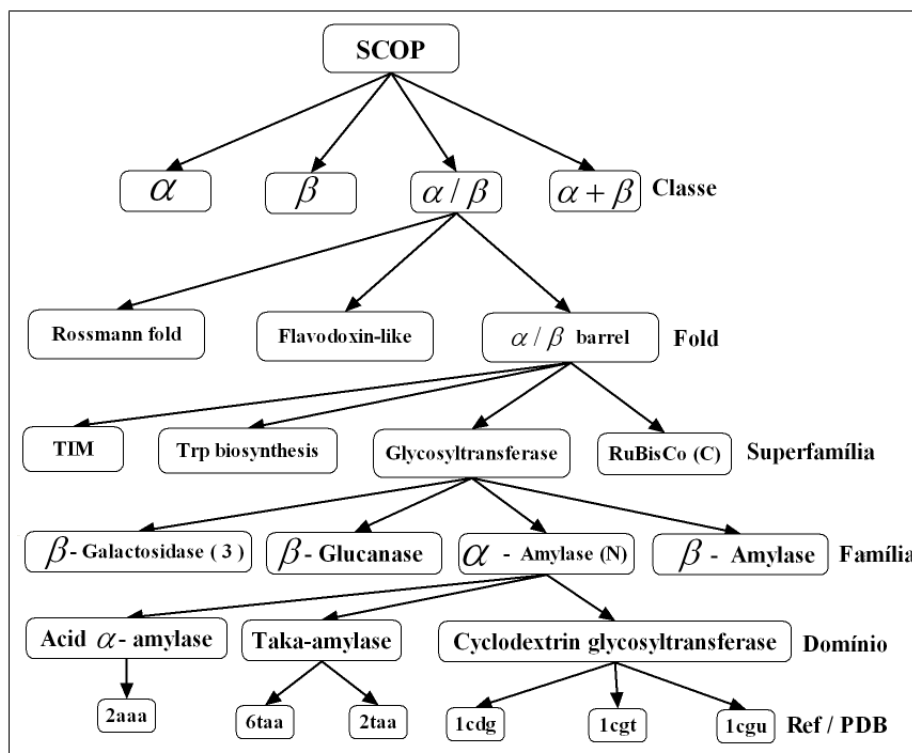 SCOP
α β α / β α + β Classe
Rossmann fold Flavodoxin-like α / β barrel Fold
TIM Trp biosynthesis Glycosyltransferase RuBisCo (C) Superfamília
β - Galactosidase ( 3 ) β - Glucanase α - Amylase (N) β - Amylase Família
Acid α - amylase Taka-amylase Cyclodextrin glycosyltransferase Domínio
2aaa 6taa 2taa 1cdg 1cgt 1cgu Ref / PDB